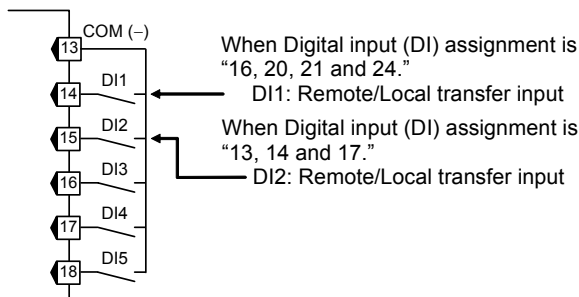 COM (−)
13
When Digital input (DI) assignment is
“16, 20, 21 and 24.”
DI1
14
DI1: Remote/Local transfer input
DI2
15
When Digital input (DI) assignment is
“13, 14 and 17.”
DI3
16
DI2: Remote/Local transfer input
DI4
17
DI5
18